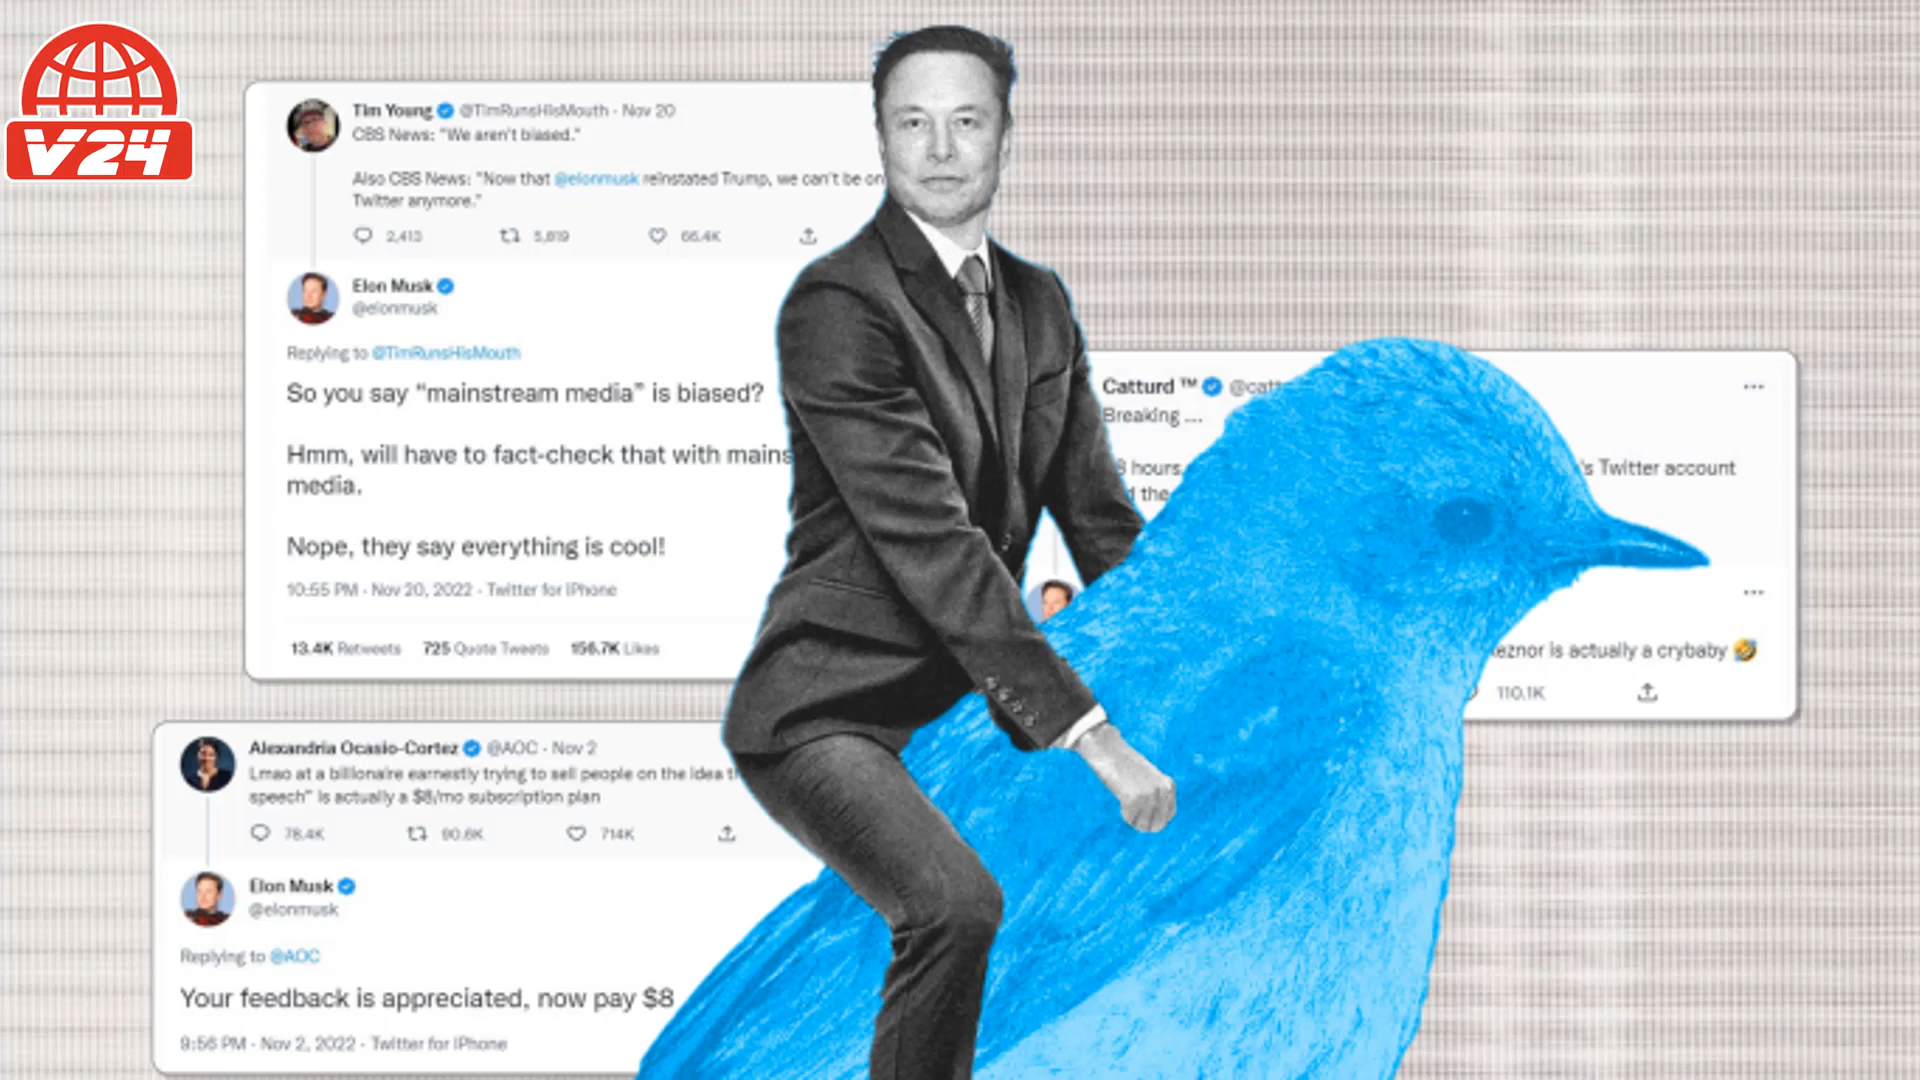 V24
Tim Young @TimRunsHisMouth · Nov 20
CBS News: "We aren't biased."
Also CBS News: "Now that @elonmusk reinstated Trump, we can't be on
Twitter anymore."
2,413 5,819 66.4K
Elon Musk
@elonmusk
Replying to @TimRunsHisMouth
So you say “mainstream media” is biased?
Hmm, will have to fact-check that with mains
media.
Nope, they say everything is cool!
10:55 PM · Nov 20, 2022 · Twitter for iPhone
13.4K Retweets 725 Quote Tweets 156.7K Likes
Catturd ™ @catt
Breaking ....
hours
's Twitter account
d the
eznor is actually a crybaby 🤣
110.1K
Alexandria Ocasio-Cortez @AOC · Nov 2
Lmao at a billionaire earnestly trying to sell people on the idea th
speech” is actually a $8/mo subscription plan
78.4K 90.8K 714K
Elon Musk
@elonmusk
Replying to @AOC
Your feedback is appreciated, now pay $8
9:56 PM · Nov 2, 2022 · Twitter for iPhone